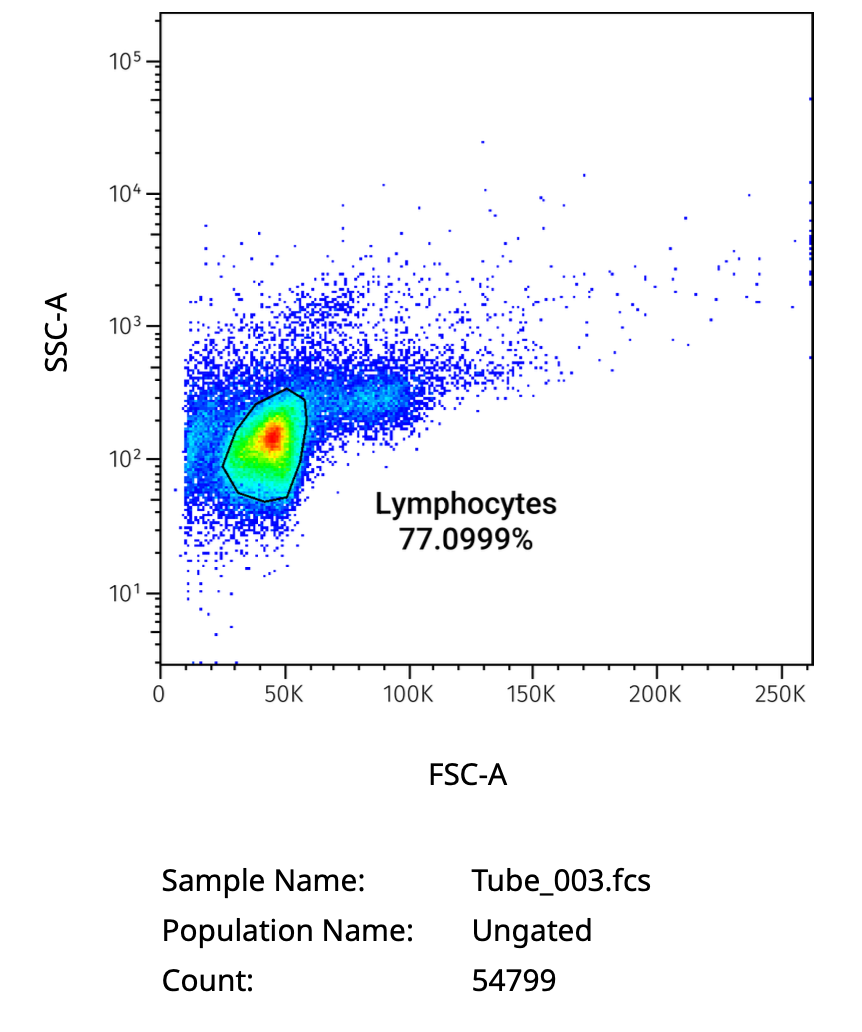 10⁵
10⁴
10³
10²
10¹
SSC-A
Lymphocytes
77.0999%
0 50K 100K 150K 200K 250K
FSC-A
Sample Name: Tube_003.fcs
Population Name: Ungated
Count: 54799